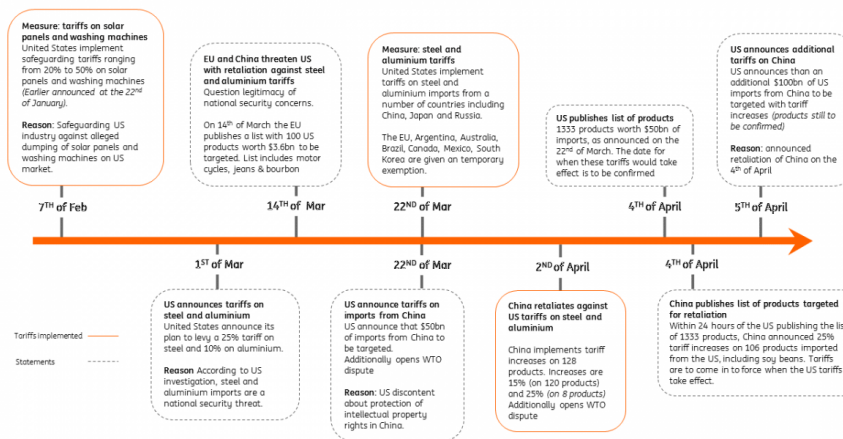 Measure: tariffs on solar
panels and washing machines
United States implement
safeguarding tariffs ranging
from 20% to 50% on solar
panels and washing machines
(Earlier announced at the 22nd
of January).
Reason: Safeguarding US
industry against alleged
dumping of solar panels and
washing machines on US
market.
EU and China threaten US
with retaliation against steel
and aluminium tariffs
Question legitimacy of
national security concerns.
On 14th of March the EU
publishes a list with 100 US
products worth $3.6bn to be
targeted. List includes motor
cycles, jeans & bourbon
Measure: steel and
aluminium tariffs
United States implement
tariffs on steel and
aluminium imports from a
number of countries including
China, Japan and Russia.
The EU, Argentina, Australia,
Brazil, Canada, Mexico, South
Korea are given an temporary
exemption.
US publishes list of products
1333 products worth $50bn of
imports, as announced on the
22nd of March. The date for
when these tariffs would take
effect is to be confirmed
US announces additional
tariffs on China
US announces than an
additional $100bn of US
imports from China to be
targeted with tariff
increases (products still to
be confirmed)
Reason: announced
retaliation of China on the
4th of April
7TH of Feb
14TH of Mar
22ND of Mar
4TH of April
5TH of April
1ST of Mar
22ND of Mar
2ND of April
4TH of April
US announces tariffs on
steel and aluminium
United States announce its
plan to levy a 25% tariff on
steel and 10% on aluminium.
Reason According to US
investigation, steel and
aluminium imports are a
national security threat.
US announce tariffs on
imports from China
US announce that $50bn
of imports from China to
be targeted.
Additionally opens WTO
dispute
Reason: US discontent
about protection of
intellectual property
rights in China.
China retaliates against
US tariffs on steel and
aluminium
China implements tariff
increases on 128
products. Increases are
15% (on 120 products)
and 25% (on 8 products)
Additionally opens WTO
dispute
China publishes list of products targeted
for retaliation
Within 24 hours of the US publishing the list
of 1333 products, China announced 25%
tariff increases on 106 products imported
from the US, including soy beans. Tariffs
are to come in to force when the US tariffs
take effect.
Tariffs implemented
Statements